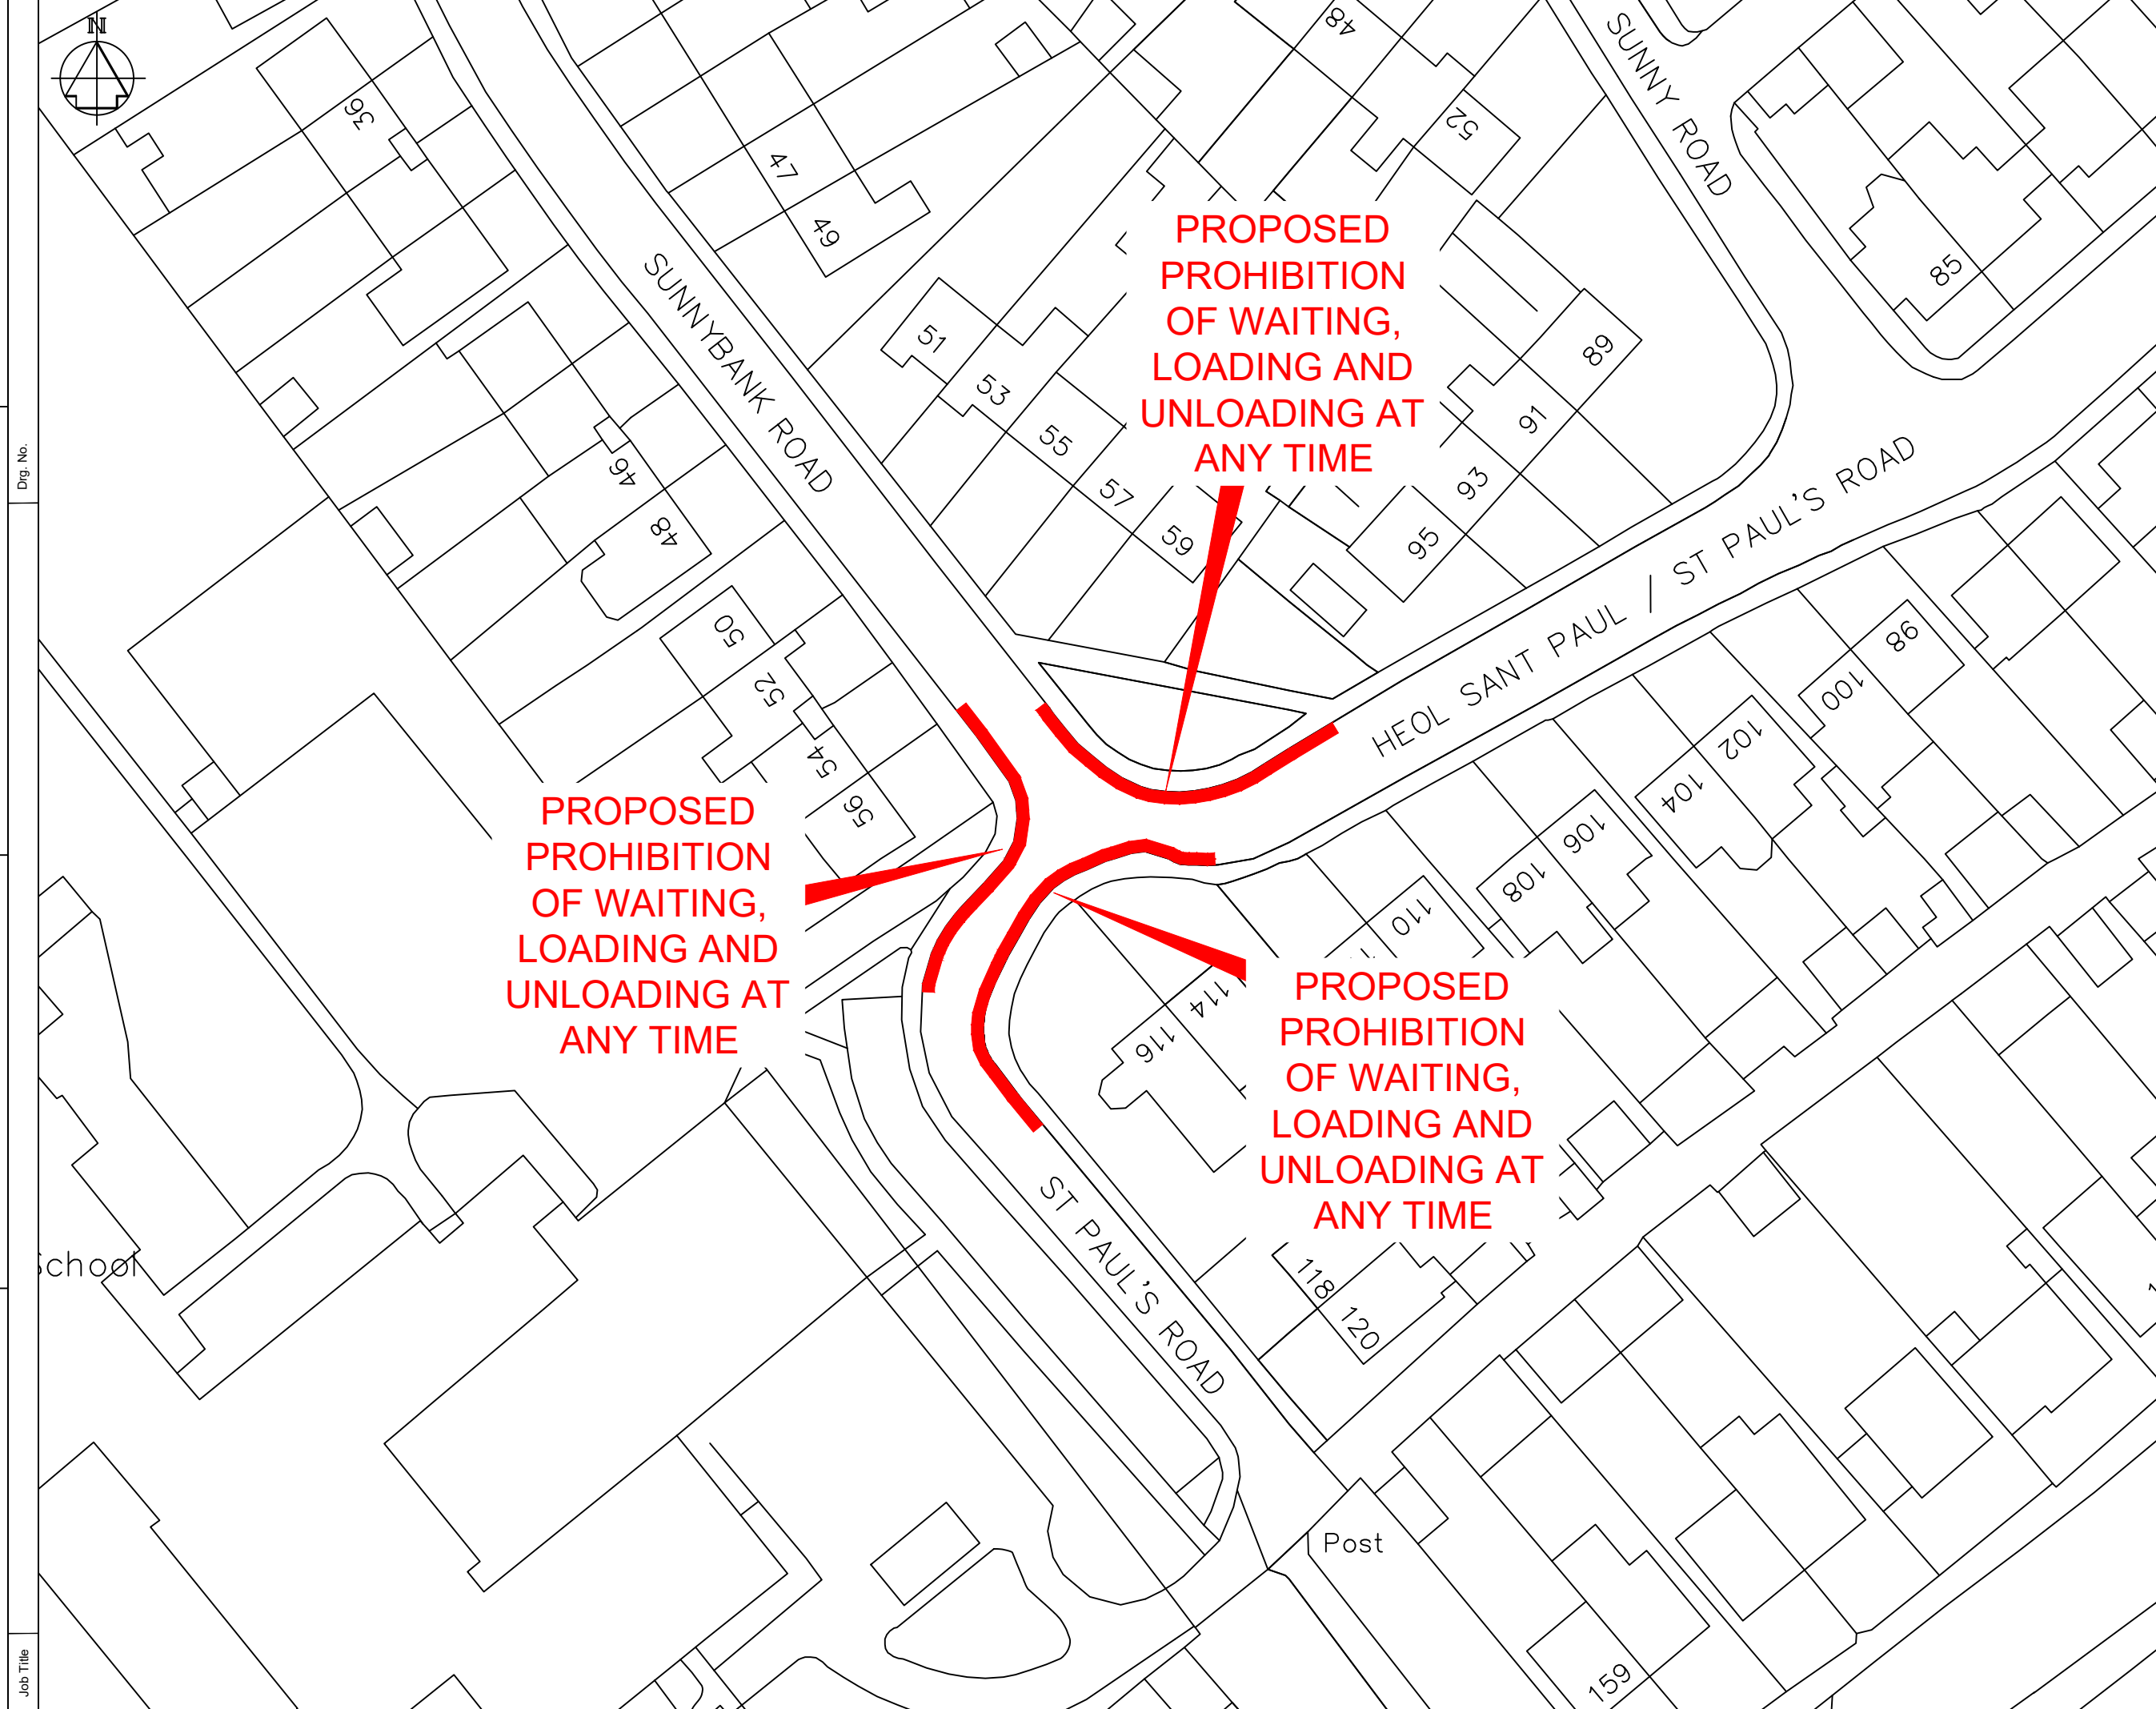 N
36
47
49
48
52
SUNNY ROAD
85
SUNNYBANK ROAD
PROPOSED
PROHIBITION
OF WAITING,
LOADING AND
UNLOADING AT
ANY TIME
51
53
55
57
59
89
91
93
95
46
48
50
52
54
56
Drg. No.
HEOL SANT PAUL / ST PAUL'S ROAD
98
100
102
104
106
108
110
114
116
PROPOSED
PROHIBITION
OF WAITING,
LOADING AND
UNLOADING AT
ANY TIME
PROPOSED
PROHIBITION
OF WAITING,
LOADING AND
UNLOADING AT
ANY TIME
School
ST PAUL'S ROAD
118
120
Post
159
Job Title